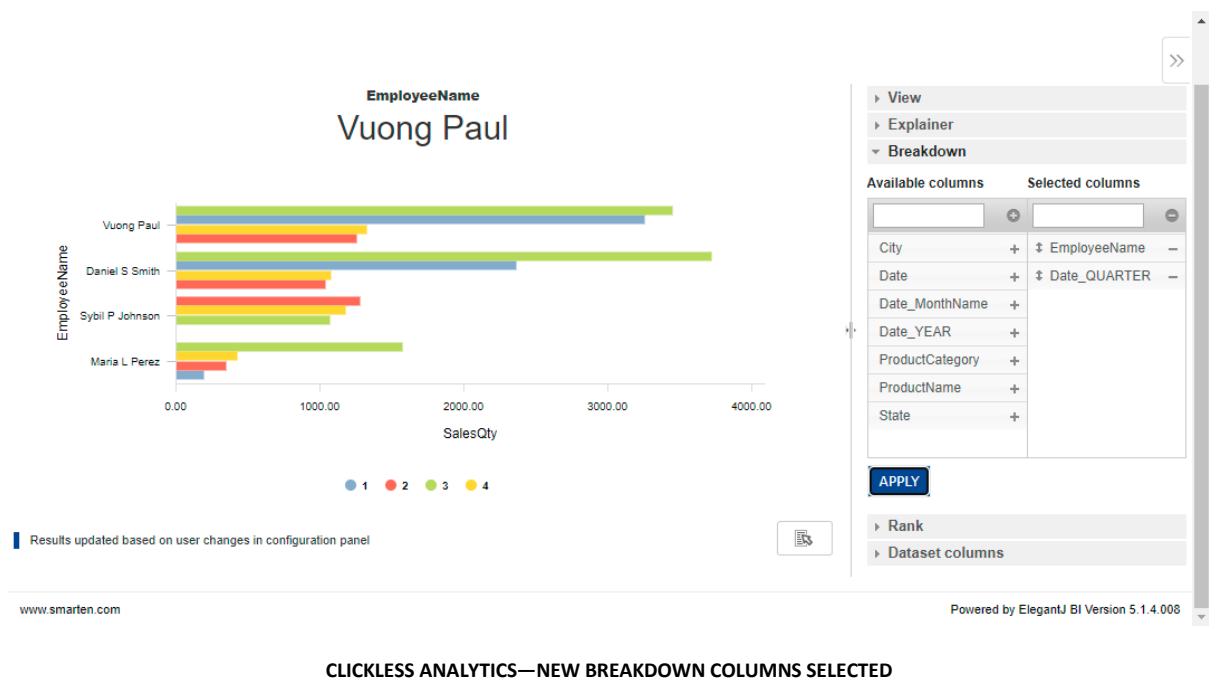 EmployeeName
Vuong Paul
EmployeeName
Vuong Paul
Daniel S Smith
Sybil P Johnson
Maria L Perez
0.00 1000.00 2000.00 3000.00 4000.00
SalesQty
1 2 3 4
Results updated based on user changes in configuration panel
View
Explainer
Breakdown
Available columns Selected columns
City EmployeeName
Date Date_QUARTER
Date_MonthName
Date_YEAR
ProductCategory
ProductName
State
APPLY
Rank
Dataset columns
www.smarten.com Powered by ElegantJ BI Version 5.1.4.008
CLICKLESS ANALYTICS—NEW BREAKDOWN COLUMNS SELECTED